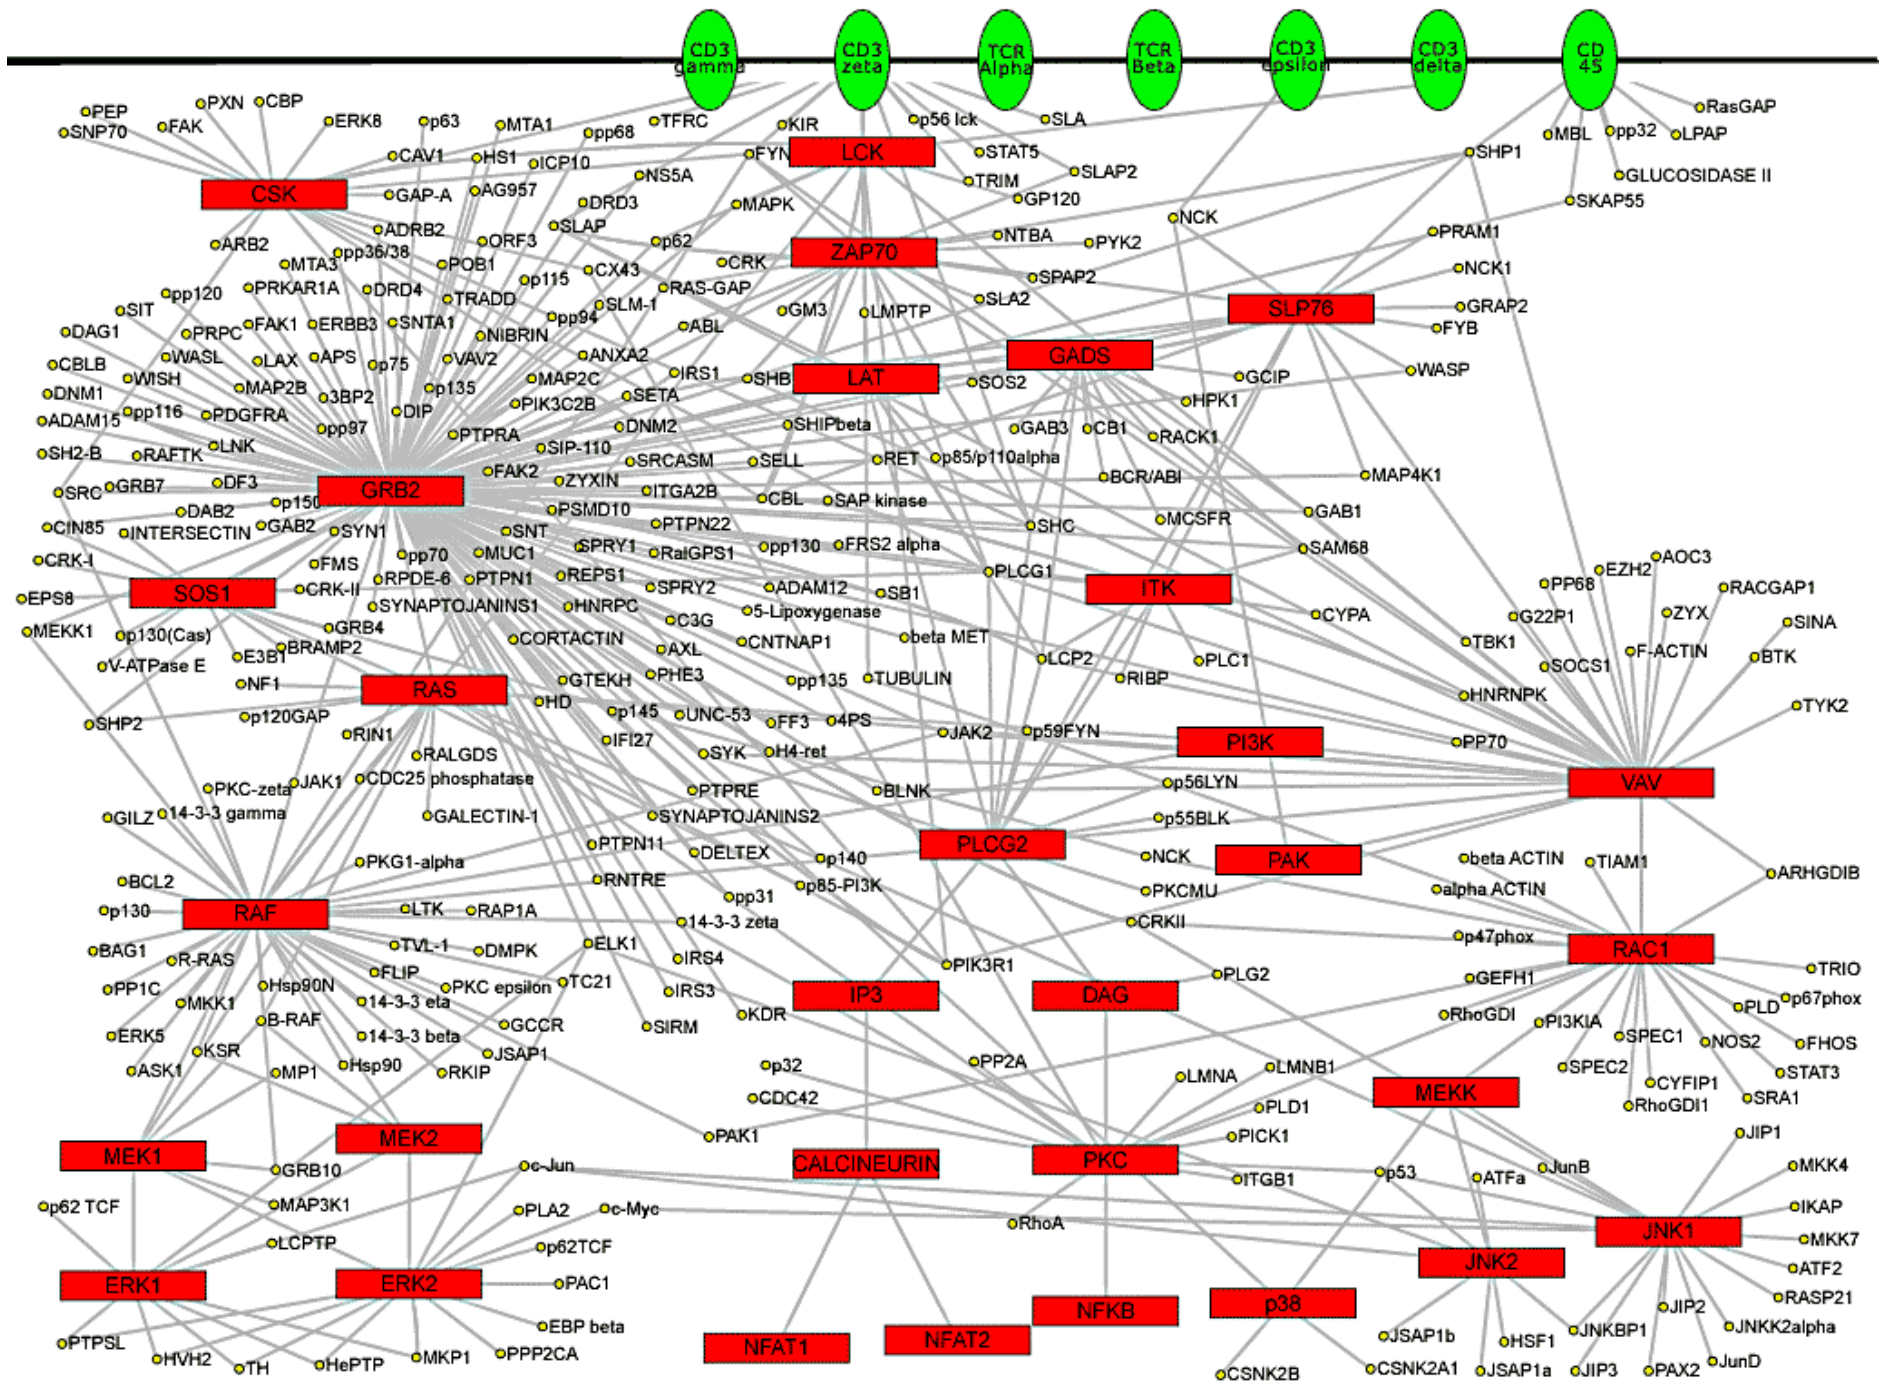 CD3 gamma
CD3 zeta
TCR Alpha
TCR Beta
CD3 epsilon
CD3 delta
CD 45
PEP
PXN
CBP
SNP70
FAK
ERK8
p63
MTA1
pp68
TFRC
KIR
p56 lck
SLA
RasGAP
MBL
pp32
LPAP
CAV1
HS1
ICP10
FYN
LCK
STAT5
SHP1
CSK
GAP-A
AG957
NS5A
TRIM
SLAP2
GLUCOSIDASE II
DRD3
MAPK
GP120
SKAP55
ADRB2
SLAP
NCK
ARB2
pp36/38
ORF3
p62
ZAP70
NTBA
PYK2
PRAM1
MTA3
POB1
CX43
CRK
SPAP2
NCK1
pp120
PRKAR1A
DRD4
p115
RAS-GAP
SIT
TRADD
SLM-1
GM3
LMPTP
SLA2
SLP76
GRAP2
DAG1
PRPC
FAK1
ERBB3
SNTA1
NIBRIN
pp94
ABL
FYB
CBLB
WASL
LAX
APS
p75
VAV2
ANXA2
GADS
WISH
MAP2B
p135
MAP2C
IRS1
SHB
LAT
SOS2
GCIP
WASP
DNM1
pp116
PDGFRA
3BP2
DIP
PIK3C2B
SETA
HPK1
ADAM15
pp97
PTPRA
DNM2
SHIPbeta
GAB3
CB1
RACK1
SH2-B
RAFTK
LNK
SIP-110
SRCASM
SELL
RET
p85/p110alpha
BCR/ABI
MAP4K1
SRC
GRB7
DF3
GRB2
FAK2
ZYXIN
ITGA2B
CBL
SAP kinase
p150
DAB2
PSMD10
MCSFR
GAB1
CIN85
INTERSECTIN
GAB2
SYN1
SNT
PTPN22
SHC
CRK-I
FMS
pp70
MUC1
SPRY1
RalGPS1
pp130
FRS2 alpha
SAM68
AOC3
EPS8
SOS1
CRK-II
RPDE-6
PTPN1
REPS1
SPRY2
ADAM12
SB1
PLCG1
ITK
PP68
EZH2
RACGAP1
SYNAPTOJANINS1
HNRPC
5-Lipoxygenase
CYPA
G22P1
ZYX
SINA
MEKK1
p130(Cas)
GRB4
CORTACTIN
C3G
CNTNAP1
beta MET
TBK1
V-ATPase E
E3B1
BRAMP2
AXL
LCP2
PLC1
SOCS1
F-ACTIN
BTK
NF1
RAS
GTEKH
PHE3
pp135
TUBULIN
RIBP
HNRNPK
TYK2
SHP2
p120GAP
HD
p145
UNC-53
FF3
4PS
JAK2
p59FYN
PI3K
PP70
RIN1
IFI27
SYK
H4-ret
RALGDS
PKC-zeta
JAK1
CDC25 phosphatase
PTPRE
BLNK
p56LYN
VAV
GILZ
14-3-3 gamma
GALECTIN-1
SYNAPTOJANINS2
p55BLK
PKG1-alpha
PTPN11
DELTEX
p140
PLCG2
NCK
PAK
beta ACTIN
TIAM1
ARHGDIB
BCL2
RNTRE
p85-PI3K
PKCMU
alpha ACTIN
p130
RAF
LTK
RAP1A
pp31
14-3-3 zeta
CRKII
BAG1
R-RAS
TVL-1
DMPK
ELK1
IRS4
PIK3R1
p47phox
RAC1
PP1C
MKK1
Hsp90N
FLIP
PKC epsilon
TC21
IRS3
IP3
DAG
PLG2
GEFH1
TRIO
14-3-3 eta
p67phox
ERK5
B-RAF
14-3-3 beta
GCCR
SIRM
KDR
RhoGDI
PI3KIA
PLD
KSR
Hsp90
JSAP1
SPEC1
NOS2
FHOS
ASK1
MP1
RKIP
p32
PP2A
LMNA
LMNB1
SPEC2
STAT3
CDC42
PLD1
MEKK
CYFIP1
RhoGDI1
SRA1
MEK1
MEK2
PAK1
PICK1
JIP1
GRB10
c-Jun
CALCINEURIN
PKC
ITGB1
p53
ATFa
JunB
MKK4
p62 TCF
MAP3K1
PLA2
c-Myc
RhoA
IKAP
LCPTP
p62TCF
JNK1
MKK7
ERK1
ERK2
PAC1
JNK2
ATF2
NFKB
p38
RASP21
PTPSL
EBP beta
NFAT1
NFAT2
JSAP1b
HSF1
JNKBP1
JIP2
JNKK2alpha
HVH2
TH
HePTP
MKP1
PPP2CA
CSNK2B
CSNK2A1
JSAP1a
JIP3
PAX2
JunD